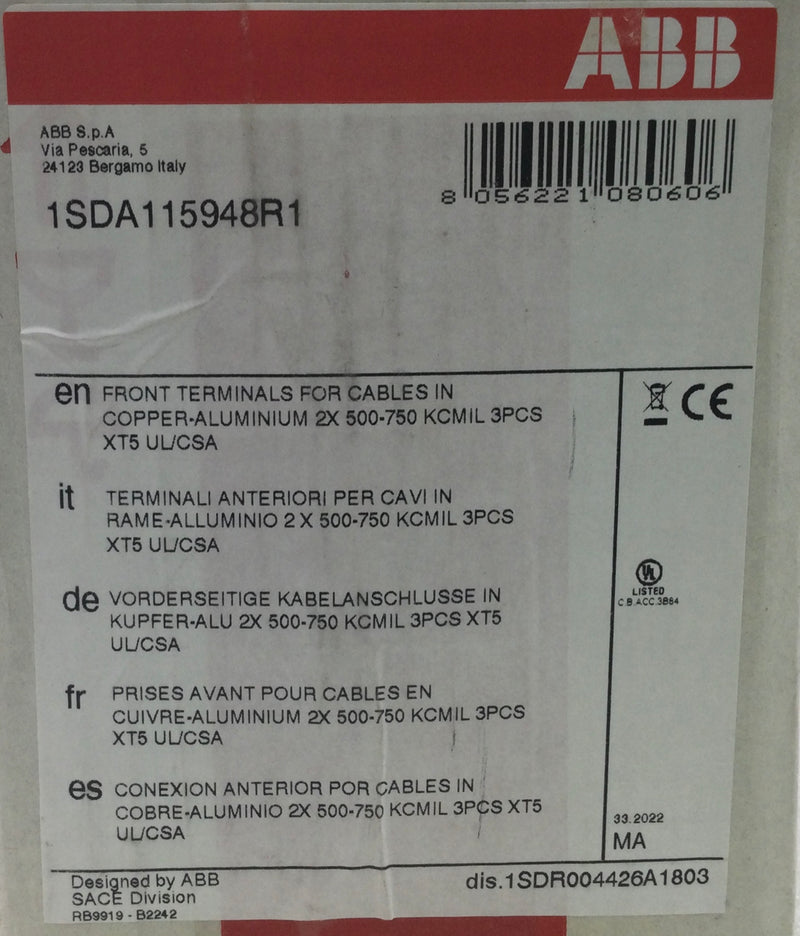 ABB
ABB S.p.A
Via Pescaria, 5
24123 Bergamo Italy
1SDA115948R1
8 056221 080606
en FRONT TERMINALS FOR CABLES IN
COPPER-ALUMINIUM 2X 500-750 KCMIL 3PCS
XT5 UL/CSA
it TERMINALI ANTERIORI PER CAVI IN
RAME-ALLUMINIO 2 X 500-750 KCMIL 3PCS
XT5 UL/CSA
de VORDERSEITIGE KABELANSCHLUSSE IN
KUPFER-ALU 2X 500-750 KCMIL 3PCS XT5
UL/CSA
fr PRISES AVANT POUR CABLES EN
CUIVRE-ALUMINIUM 2X 500-750 KCMIL 3PCS
XT5 UL/CSA
es CONEXION ANTERIOR POR CABLES IN
COBRE-ALUMINIO 2X 500-750 KCMIL 3PCS XT5
UL/CSA
CE
UL
LISTED
C.B.ACC.3B84
33.2022
MA
Designed by ABB
SACE Division
RB9919 - B2242
dis.1SDR004426A1803